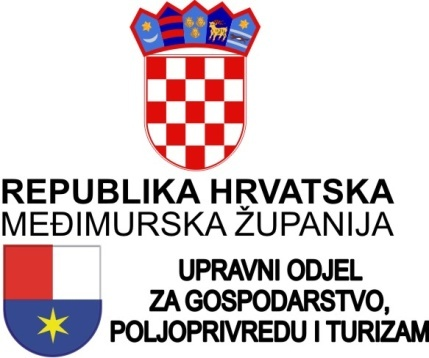 REPUBLIKA HRVATSKA
MEĐIMURSKA ŽUPANIJA
UPRAVNI ODJEL
ZA GOSPODARSTVO,
POLJOPRIVREDU I TURIZAM